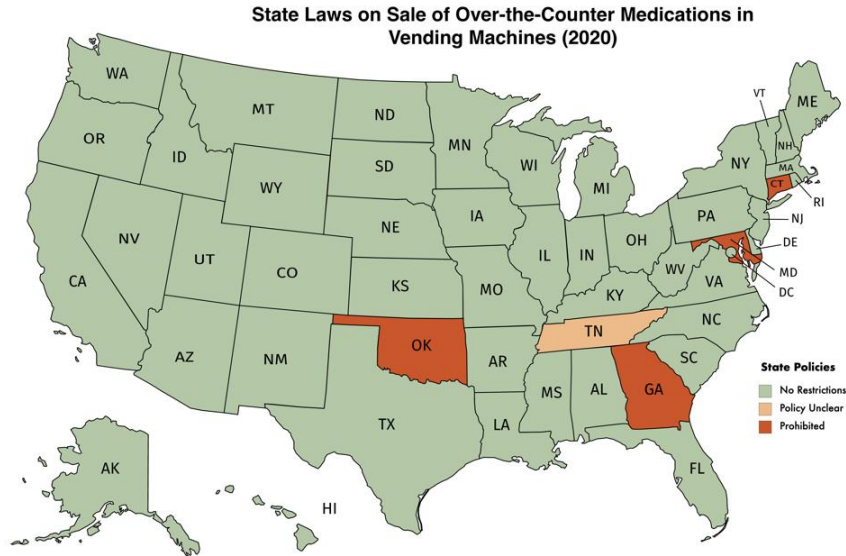 State Laws on Sale of Over-the-Counter Medications in
Vending Machines (2020)
WA
MT
ND
MN
VT
ME
OR
ID
SD
WI
MI
NY
NH
MA
CT
RI
WY
IA
PA
NJ
NV
NE
IL
IN
OH
DE
UT
CO
KS
MO
WV
VA
MD
DC
CA
KY
NC
AZ
NM
OK
AR
TN
SC
MS
AL
GA
TX
LA
FL
AK
HI
State Policies
No Restrictions
Policy Unclear
Prohibited